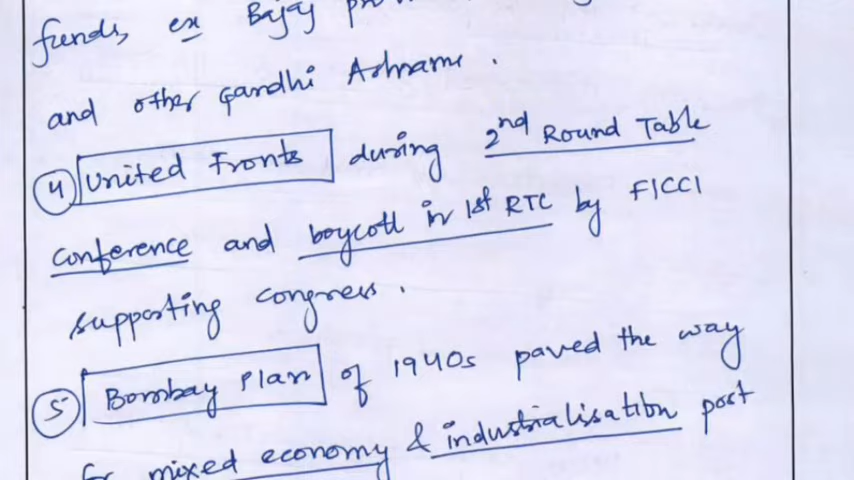 funds, ex Bajaj
and other Gandhi Ashrams.
(4) United Fronts during 2nd Round Table
conference and boycott in 1st RTC by FICCI
supporting congress.
(5) Bombay Plan of 1940s paved the way
for mixed economy & industrialisation post